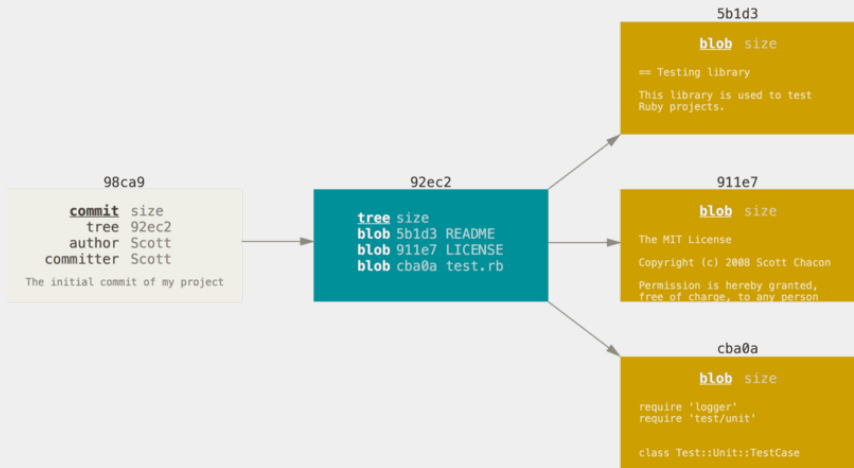 98ca9
commit size
tree 92ec2
author Scott
committer Scott
The initial commit of my project
92ec2
tree size
blob 5b1d3 README
blob 911e7 LICENSE
blob cba0a test.rb
5b1d3
blob size
== Testing library
This library is used to test
Ruby projects.
911e7
blob size
The MIT License
Copyright (c) 2008 Scott Chacon
Permission is hereby granted,
free of charge, to any person
cba0a
blob size
require 'logger'
require 'test/unit'
class Test::Unit::TestCase